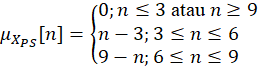 0; n ≤ 3 atau n ≥ 9
μ_{X_{PS}}[n] = { n − 3; 3 ≤ n ≤ 6
9 − n; 6 ≤ n ≤ 9